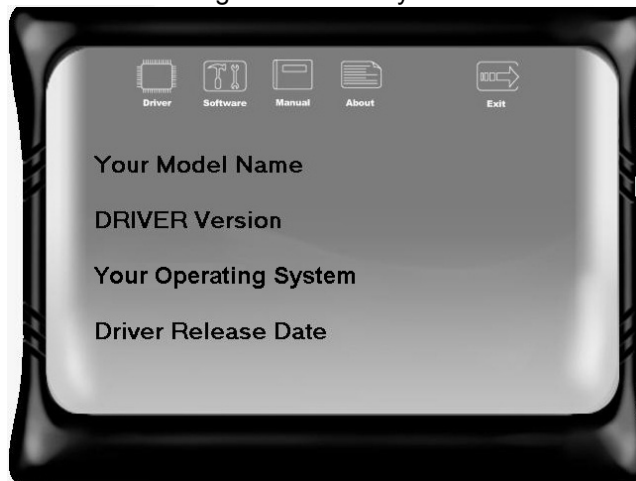 Driver Software Manual About Exit
Your Model Name
DRIVER Version
Your Operating System
Driver Release Date